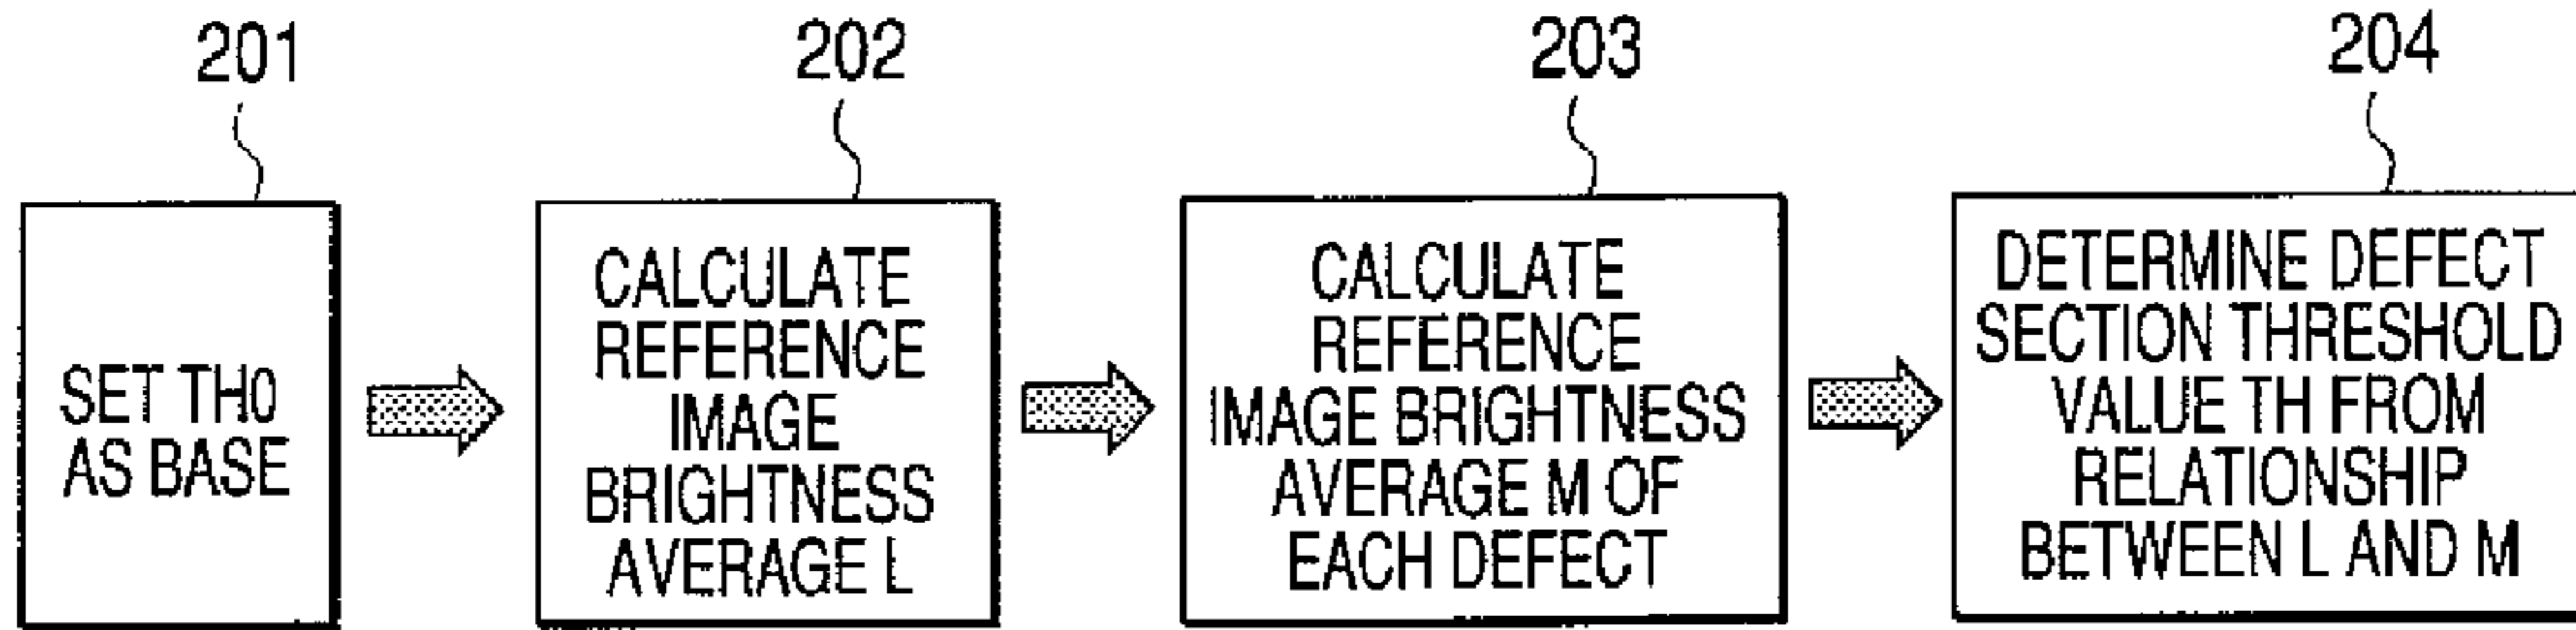 201
202
203
204
SET TH0
AS BASE
CALCULATE
REFERENCE
IMAGE
BRIGHTNESS
AVERAGE L
CALCULATE
REFERENCE
IMAGE BRIGHTNESS
AVERAGE M OF
EACH DEFECT
DETERMINE DEFECT
SECTION THRESHOLD
VALUE TH FROM
RELATIONSHIP
BETWEEN L AND M